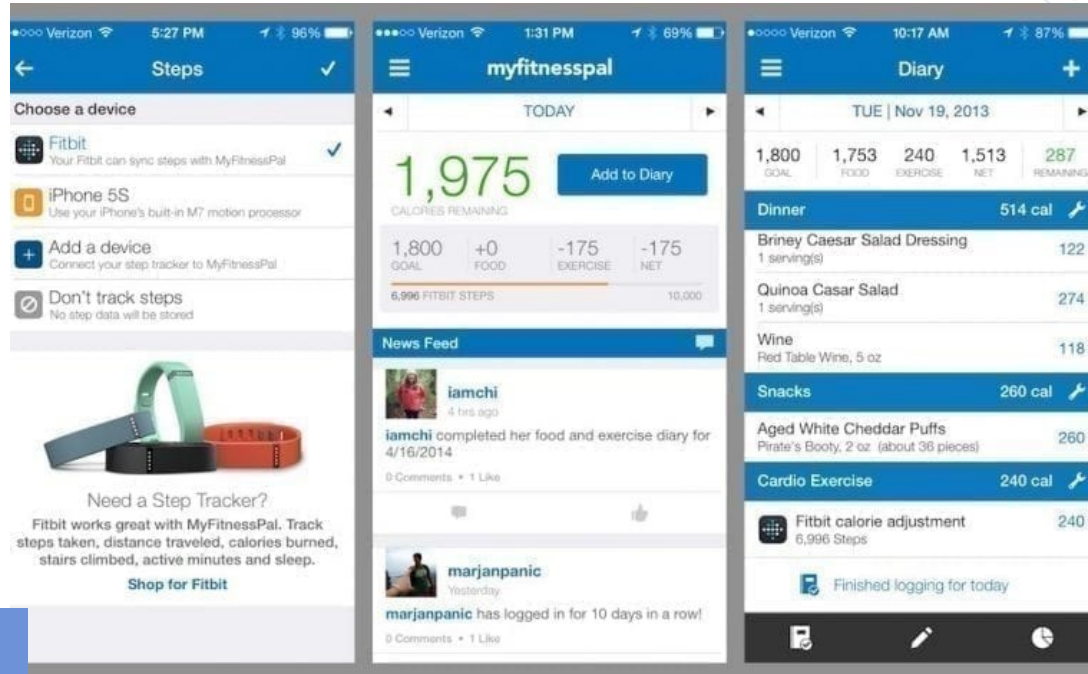 Verizon 5:27 PM 96%
Steps
Choose a device
Fitbit
Your Fitbit can sync steps with MyFitnessPal
iPhone 5S
Use your iPhone's built-in M7 motion processor
Add a device
Connect your step tracker to MyFitnessPal
Don't track steps
No step data will be stored
Need a Step Tracker?
Fitbit works great with MyFitnessPal. Track
steps taken, distance traveled, calories burned,
stairs climbed, active minutes and sleep.
Shop for Fitbit
Verizon 1:31 PM 69%
myfitnesspal
TODAY
1,975
CALORIES REMAINING
Add to Diary
1,800 +0 -175 -175
GOAL FOOD EXERCISE NET
6,996 FITBIT STEPS 10,000
News Feed
iamchi
4 hrs ago
iamchi completed her food and exercise diary for
4/16/2014
0 Comments • 1 Like
marjanpanic
Yesterday
marjanpanic has logged in for 10 days in a row!
0 Comments • 1 Like
Verizon 10:17 AM 87%
Diary
TUE | Nov 19, 2013
1,800 1,753 240 1,513 287
GOAL FOOD EXERCISE NET REMAINING
Dinner 514 cal
Briney Caesar Salad Dressing 122
1 serving(s)
Quinoa Casar Salad 274
1 serving(s)
Wine 118
Red Table Wine, 5 oz
Snacks 260 cal
Aged White Cheddar Puffs 260
Pirate's Booty, 2 oz (about 36 pieces)
Cardio Exercise 240 cal
Fitbit calorie adjustment 240
6,996 Steps
Finished logging for today